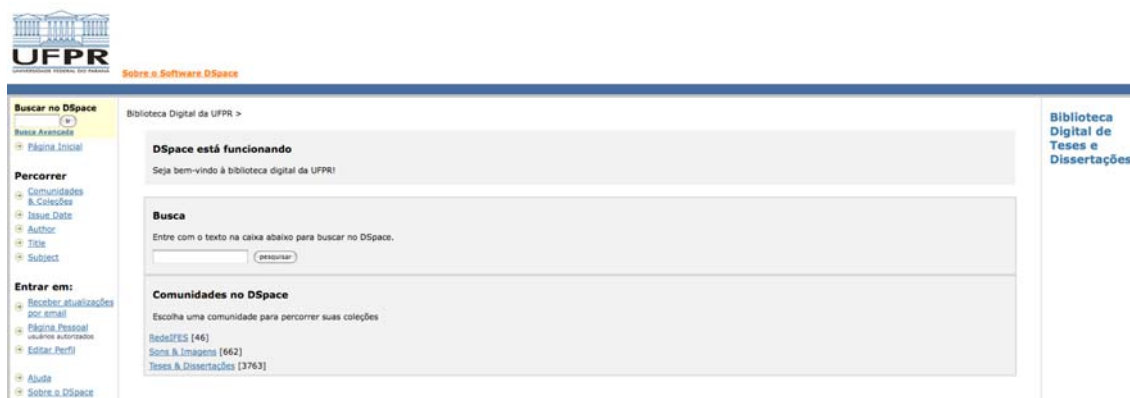 UFPR
UNIVERSIDADE FEDERAL DO PARANÁ
Sobre o Software DSpace
Buscar no DSpace
Ir
Busca Avançada
Página Inicial
Percorrer
Comunidades
& Coleções
Issue Date
Author
Title
Subject
Entrar em:
Receber atualizações
por email
Página Pessoal
usuários autorizados
Editar Perfil
Ajuda
Sobre o DSpace
Biblioteca Digital da UFPR >
DSpace está funcionando
Seja bem-vindo à biblioteca digital da UFPR!
Busca
Entre com o texto na caixa abaixo para buscar no DSpace.
pesquisar
Comunidades no DSpace
Escolha uma comunidade para percorrer suas coleções
RedeIFES [46]
Sons & Imagens [662]
Teses & Dissertações [3763]
Biblioteca
Digital de
Teses e
Dissertações